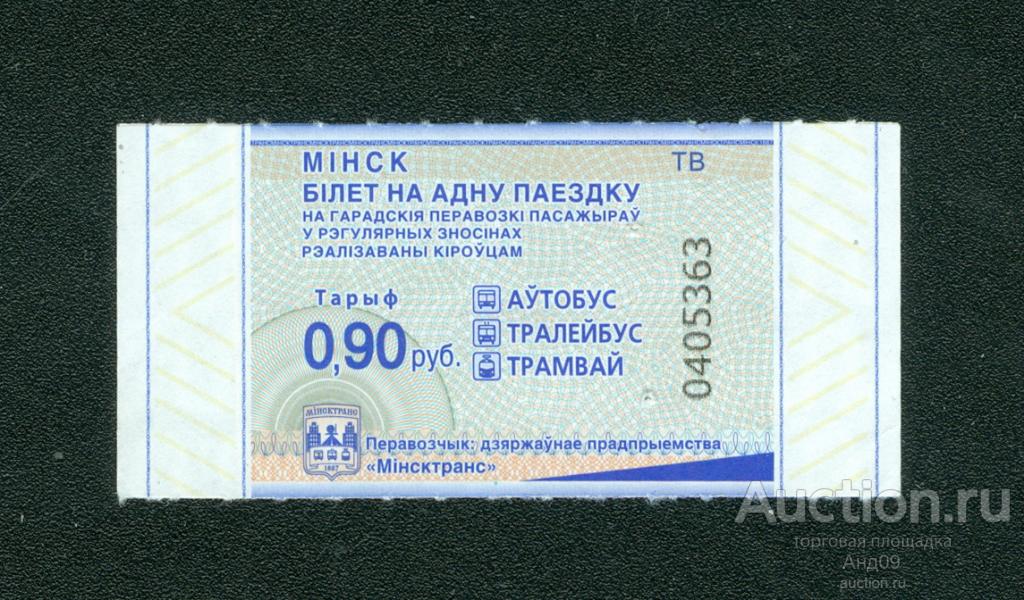 МІНСК
ТВ
БІЛЕТ НА АДНУ ПАЕЗДКУ
НА ГАРАДСКІЯ ПЕРАВОЗКІ ПАСАЖЫРАЎ
У РЭГУЛЯРНЫХ ЗНОСІНАХ
РЭАЛІЗАВАНЫ КІРОЎЦАМ
Тарыф
0,90 руб.
АЎТОБУС
ТРАЛЕЙБУС
ТРАМВАЙ
0405363
МІНСКТРАНС
1887
Перавозчык: дзяржаўнае прадпрыемства
«Мінсктранс»
Auction.ru
торговая площадка
Анд09
auction.ru